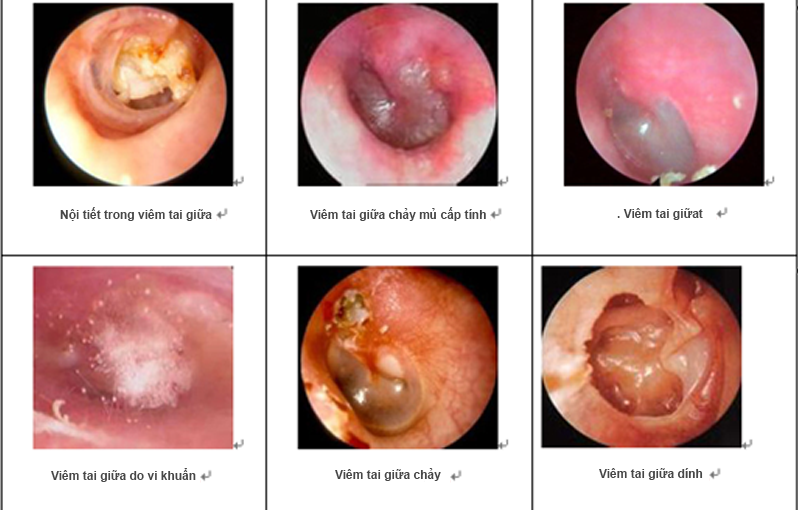 Nội tiết trong viêm tai giữa
Viêm tai giữa chảy mủ cấp tính
. Viêm tai giữat
Viêm tai giữa do vi khuẩn
Viêm tai giữa chảy
Viêm tai giữa dính